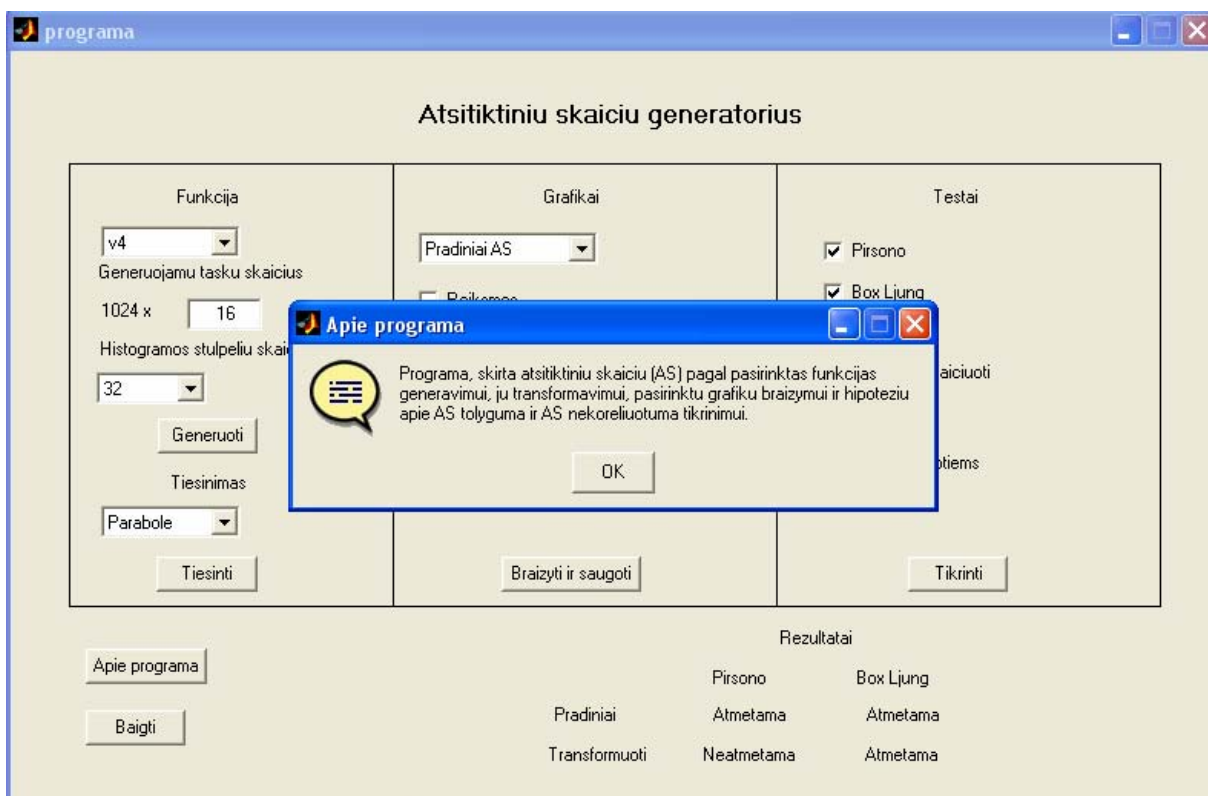 programa
Atsitiktiniu skaiciu generatorius
Funkcija
v4
Generuojamu tasku skaicius
1024 x 16
Histogramos stulpeliu skai
32
Generuoti
Tiesinimas
Parabole
Tiesinti
Grafikai
Pradiniai AS
Braizyti ir saugoti
Testai
Pirsono
Box Ljung
aiciuoti
otiems
Tikrinti
Apie programa
Programa, skirta atsitiktiniu skaiciu (AS) pagal pasirinktas funkcijas
generavimui, ju transformavimui, pasirinktu grafiku braizymui ir hipoteziu
apie AS tolyguma ir AS nekoreliuotuma tikrinimui.
OK
Apie programa
Baigti
Rezultatai
Pirsono Box Ljung
Pradiniai Atmetama Atmetama
Transformuoti Neatmetama Atmetama